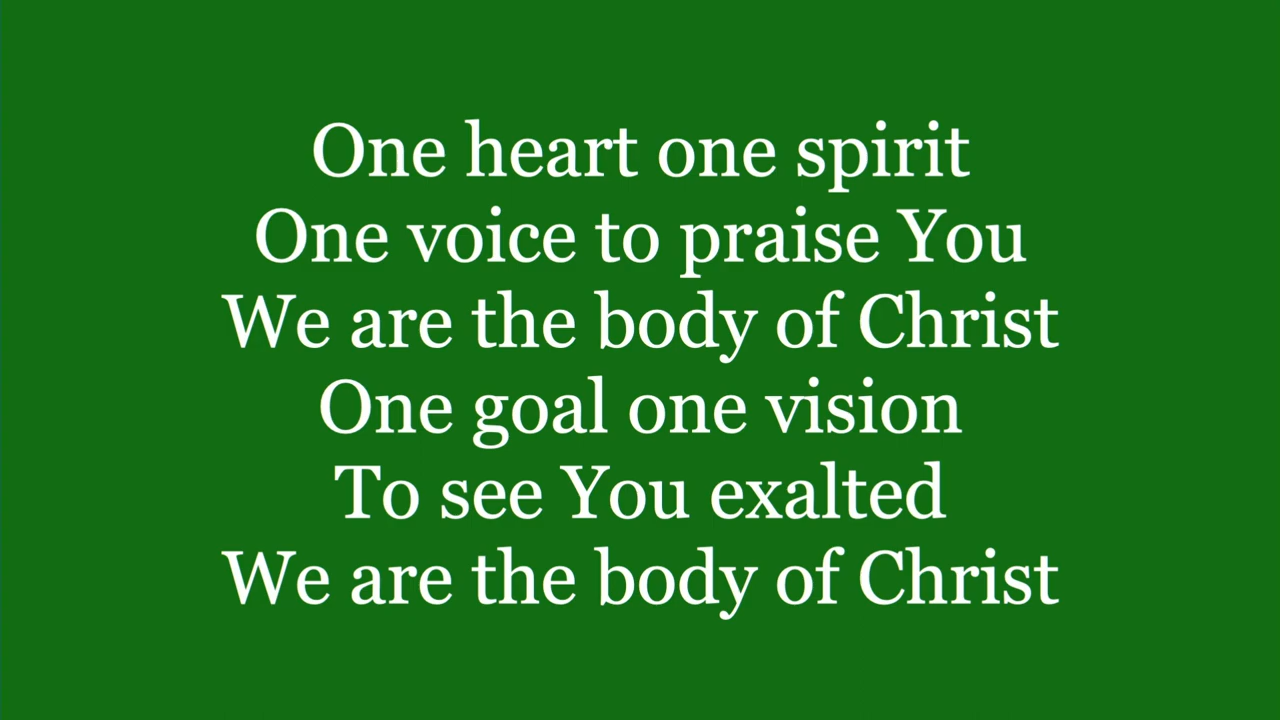 One heart one spirit
One voice to praise You
We are the body of Christ
One goal one vision
To see You exalted
We are the body of Christ